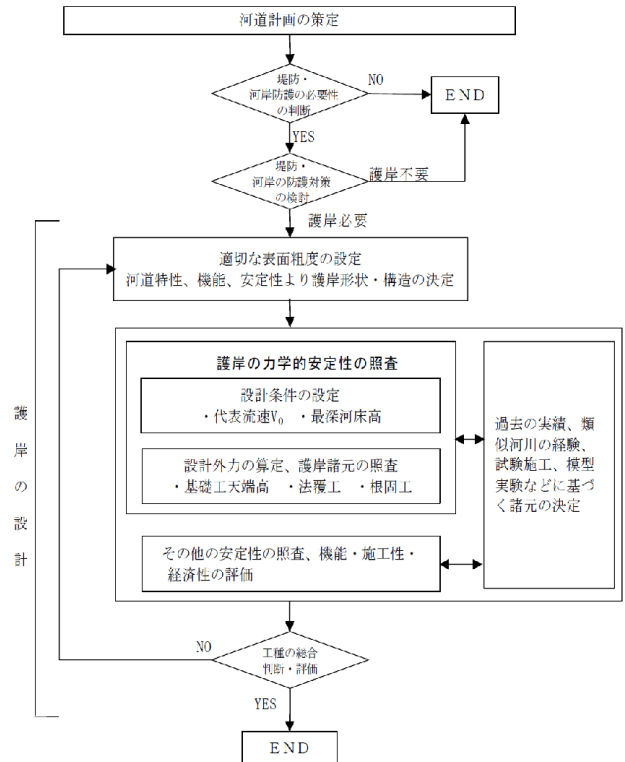 河道計画の策定
堤防・
河岸防護の必要性
の判断
NO
END
YES
堤防・
河岸の防護対策
の検討
護岸不要
護岸必要
適切な表面粗度の設定
河道特性、機能、安定性より護岸形状・構造の決定
護岸の力学的安定性の照査
設計条件の設定
・代表流速V₀ ・最深河床高
設計外力の算定、護岸諸元の照査
・基礎工天端高 ・法覆工 ・根固工
過去の実績、類
似河川の経験、
試験施工、模型
実験などに基づ
く諸元の決定
その他の安定性の照査、機能・施工性・
経済性の評価
護岸の設計
工種の総合
判断・評価
NO
YES
END